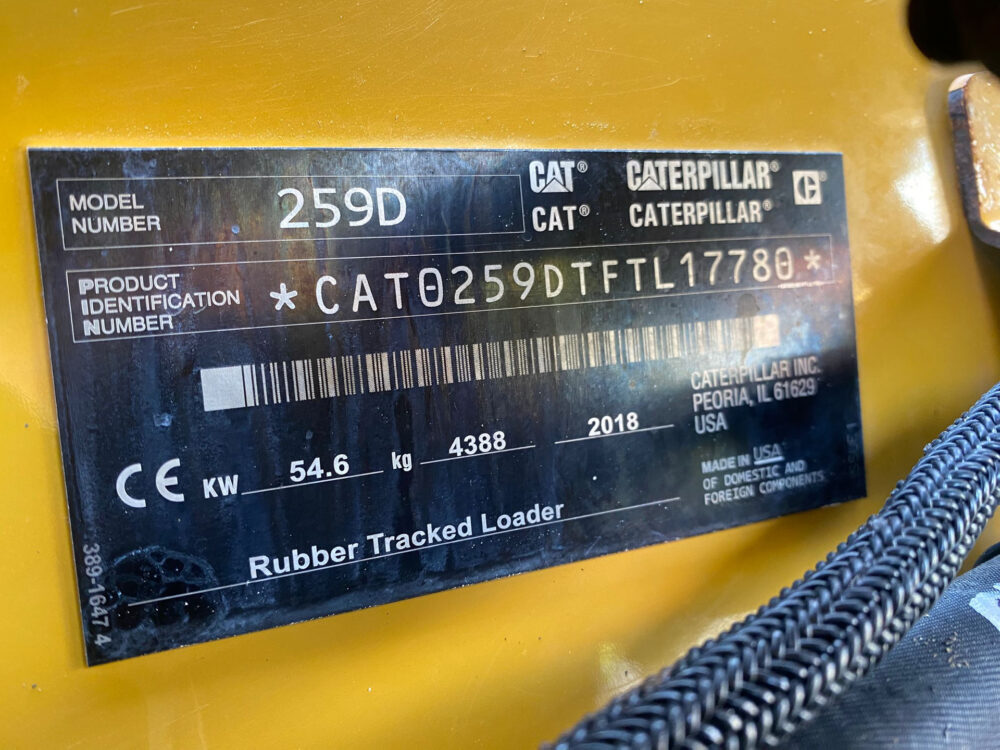 MODEL
NUMBER
259D
CAT® CATERPILLAR® C®
CAT® CATERPILLAR®
PRODUCT
IDENTIFICATION
NUMBER
*CAT0259DTFTL17780*
CATERPILLAR INC.
PEORIA, IL 61629
USA
CE KW 54.6 kg 4388 2018
MADE IN USA
OF DOMESTIC AND
FOREIGN COMPONENTS
Rubber Tracked Loader
389-1647 4